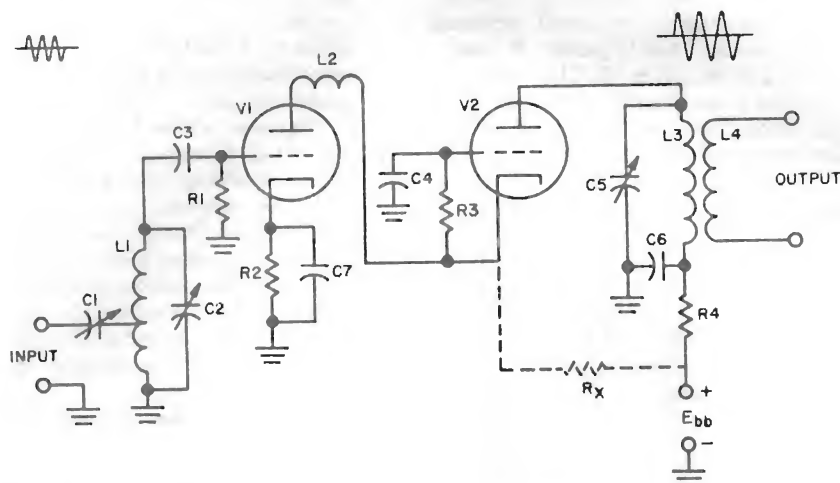 L2
V1
V2
C3
L3
L4
C4
C5
OUTPUT
R1
R3
L1
C6
R2
C7
C1
C2
R4
INPUT
Rx
+
Ebb
-